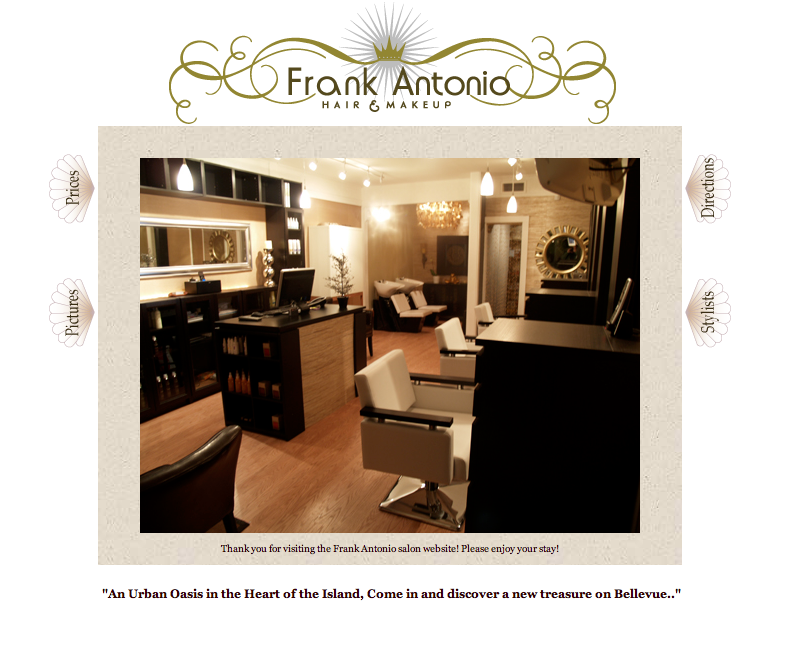 Frank Antonio
HAIR & MAKEUP
Prices
Directions
Pictures
Stylists
Thank you for visiting the Frank Antonio salon website! Please enjoy your stay!
"An Urban Oasis in the Heart of the Island, Come in and discover a new treasure on Bellevue.."